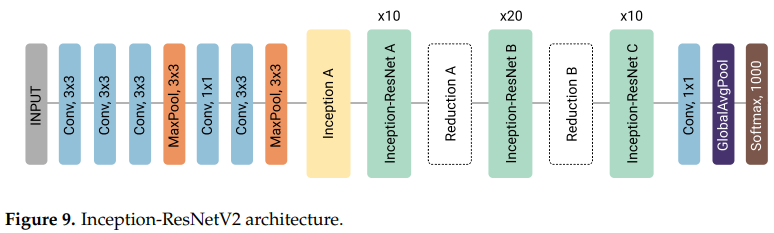 x10
x20
x10
INPUT
Conv, 3x3
Conv, 3x3
Conv, 3x3
MaxPool, 3x3
Conv, 1x1
Conv, 3x3
MaxPool, 3x3
Inception A
Inception-ResNet A
Reduction A
Inception-ResNet B
Reduction B
Inception-ResNet C
Conv, 1x1
GlobalAvgPool
Softmax, 1000
Figure 9. Inception-ResNetV2 architecture.